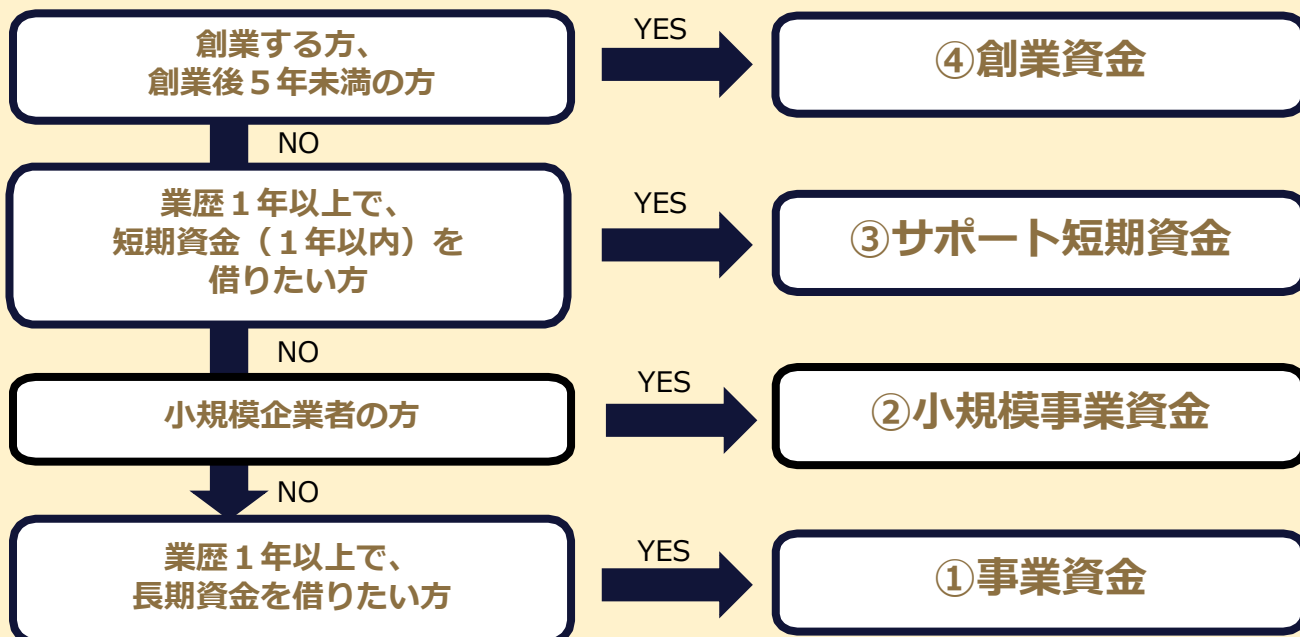 創業する方、
創業後５年未満の方
YES
④創業資金
NO
業歴１年以上で、
短期資金（１年以内）を
借りたい方
YES
③サポート短期資金
NO
小規模企業者の方
YES
②小規模事業資金
NO
業歴１年以上で、
長期資金を借りたい方
YES
①事業資金